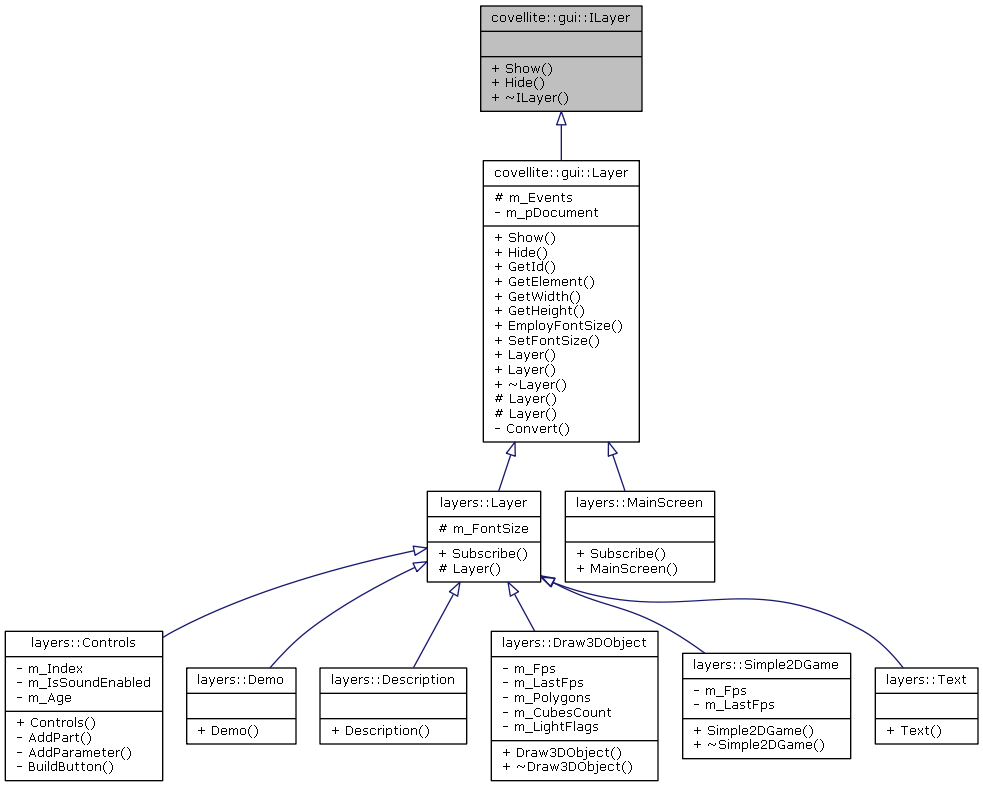 covellite::gui::ILayer
+ Show()
+ Hide()
+ ~ILayer()
covellite::gui::Layer
# m_Events
- m_pDocument
+ Show()
+ Hide()
+ GetId()
+ GetElement()
+ GetWidth()
+ GetHeight()
+ EmployFontSize()
+ SetFontSize()
+ Layer()
+ Layer()
+ ~Layer()
# Layer()
# Layer()
- Convert()
layers::Layer
# m_FontSize
+ Subscribe()
# Layer()
layers::MainScreen
+ Subscribe()
+ MainScreen()
layers::Controls
- m_Index
- m_IsSoundEnabled
- m_Age
+ Controls()
- AddPart()
- AddParameter()
- BuildButton()
layers::Demo
+ Demo()
layers::Description
+ Description()
layers::Draw3DObject
- m_Fps
- m_LastFps
- m_Polygons
- m_CubesCount
- m_LightFlags
+ Draw3DObject()
+ ~Draw3DObject()
layers::Simple2DGame
- m_Fps
- m_LastFps
+ Simple2DGame()
+ ~Simple2DGame()
layers::Text
+ Text()